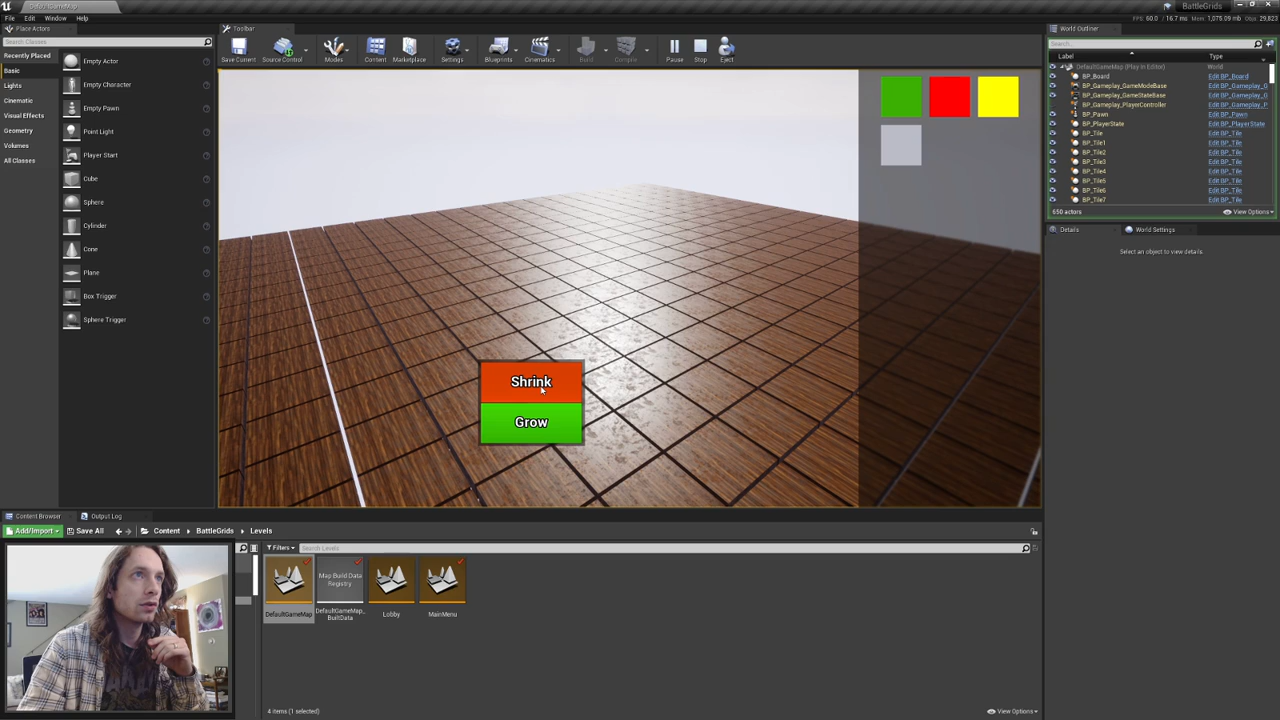 DefaultGameMap
BattleGrids
File Edit Window Help
FPS: 60.0 / 16.7 ms Mem: 1,075.09 mb Objs: 29,823
Place Actors
Toolbar
World Outliner
Search Classes
Recently Placed
Basic
Lights
Cinematic
Visual Effects
Geometry
Volumes
All Classes
Empty Actor
Empty Character
Empty Pawn
Point Light
Player Start
Cube
Sphere
Cylinder
Cone
Plane
Box Trigger
Sphere Trigger
Save Current
Source Control
Modes
Content
Marketplace
Settings
Blueprints
Cinematics
Build
Compile
Pause
Stop
Eject
Shrink
Grow
Search...
Label Type
DefaultGameMap (Play In Editor) World
BP_Board Edit BP_Board
BP_Gameplay_GameModeBase Edit BP_Gameplay_G
BP_Gameplay_GameStateBase Edit BP_Gameplay_G
BP_Gameplay_PlayerController Edit BP_Gameplay_P
BP_Pawn Edit BP_Pawn
BP_PlayerState Edit BP_PlayerState
BP_Tile Edit BP_Tile
BP_Tile1 Edit BP_Tile
BP_Tile2 Edit BP_Tile
BP_Tile3 Edit BP_Tile
BP_Tile4 Edit BP_Tile
BP_Tile5 Edit BP_Tile
BP_Tile6 Edit BP_Tile
BP_Tile7 Edit BP_Tile
650 actors View Options
Details World Settings
Select an object to view details.
Content Browser Output Log
Add/Import Save All Content BattleGrids Levels
Filters Search Levels
Map Build Data
Registry
DefaultGameMap
DefaultGameMap_
BuiltData
Lobby
MainMenu
4 items (1 selected) View Options